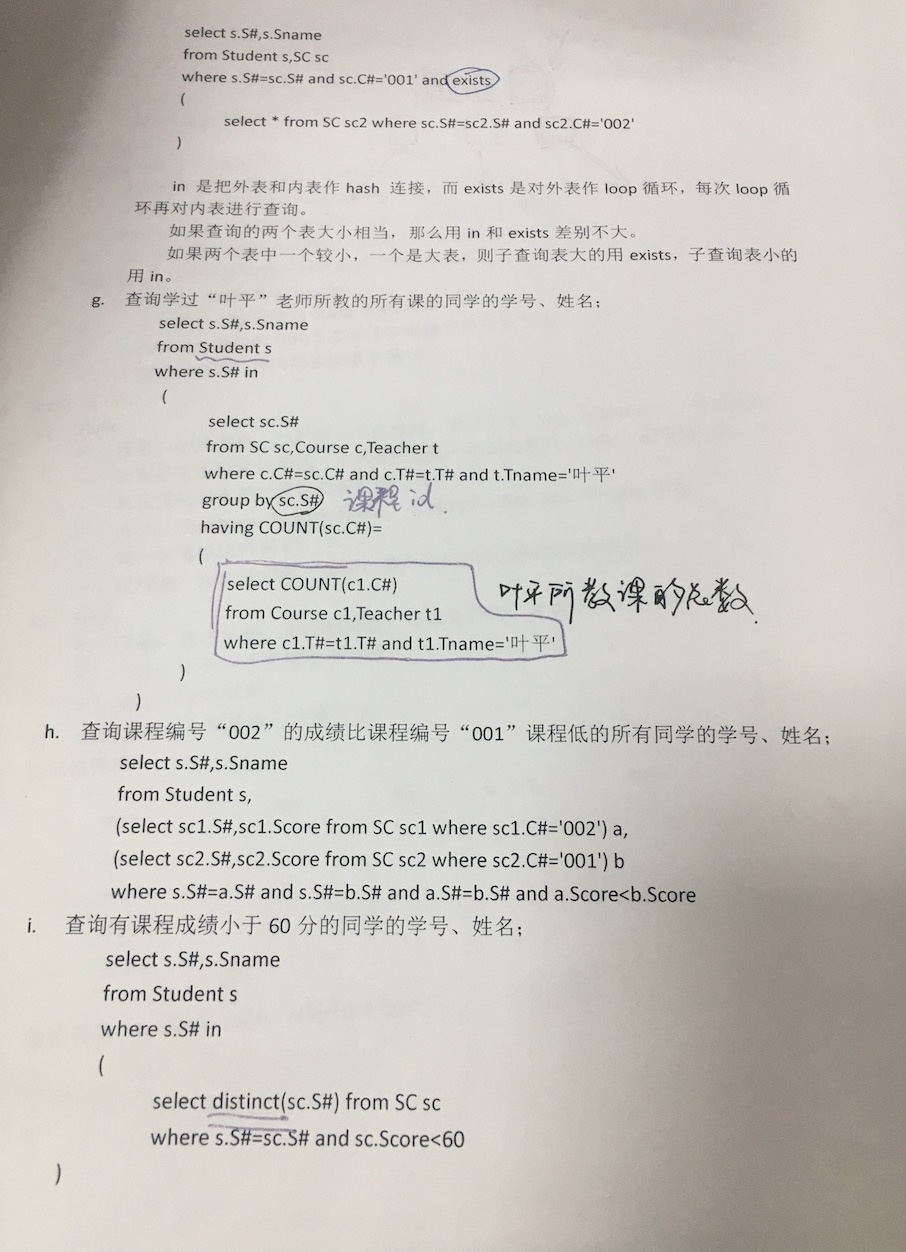 select s.S#,s.Sname
from Student s,SC sc
where s.S#=sc.S# and sc.C#='001' and exists
(
select * from SC sc2 where sc.S#=sc2.S# and sc2.C#='002'
)
in 是把外表和内表作 hash 连接，而 exists 是对外表作 loop 循环，每次 loop 循
环再对内表进行查询。
如果查询的两个表大小相当，那么用 in 和 exists 差别不大。
如果两个表中一个较小，一个是大表，则子查询表大的用 exists，子查询表小的
用 in。
g. 查询学过“叶平”老师所教的所有课的同学的学号、姓名；
select s.S#,s.Sname
from Student s
where s.S# in
(
select sc.S#
from SC sc,Course c,Teacher t
where c.C#=sc.C# and c.T#=t.T# and t.Tname='叶平'
group by sc.S# 课程id.
having COUNT(sc.C#)=
(
select COUNT(c1.C#)
from Course c1,Teacher t1 叶平所教课的总数.
where c1.T#=t1.T# and t1.Tname='叶平'
)
)
h. 查询课程编号“002”的成绩比课程编号“001”课程低的所有同学的学号、姓名；
select s.S#,s.Sname
from Student s,
(select sc1.S#,sc1.Score from SC sc1 where sc1.C#='002') a,
(select sc2.S#,sc2.Score from SC sc2 where sc2.C#='001') b
where s.S#=a.S# and s.S#=b.S# and a.S#=b.S# and a.Score<b.Score
i. 查询有课程成绩小于 60 分的同学的学号、姓名；
select s.S#,s.Sname
from Student s
where s.S# in
(
select distinct(sc.S#) from SC sc
where s.S#=sc.S# and sc.Score<60
)